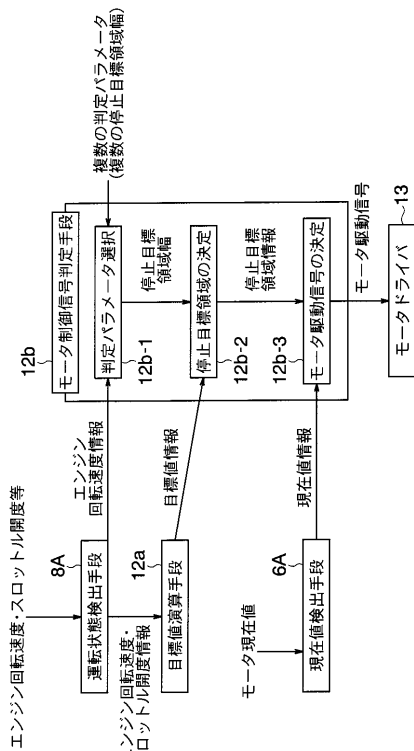 エンジン回転速度・スロットル開度等
8A
運転状態検出手段
エンジン
回転速度情報
エンジン回転速度・
スロットル開度情報
12a
目標値演算手段
目標値情報
モータ現在値
6A
現在値検出手段
現在値情報
12b
モータ制御信号判定手段
複数の判定パラメータ
(複数の停止目標領域幅)
判定パラメータ選択
12b-1
停止目標
領域幅
停止目標領域の決定
12b-2
停止目標
領域情報
12b-3
モータ駆動信号の決定
モータ駆動信号
13
モータドライバ